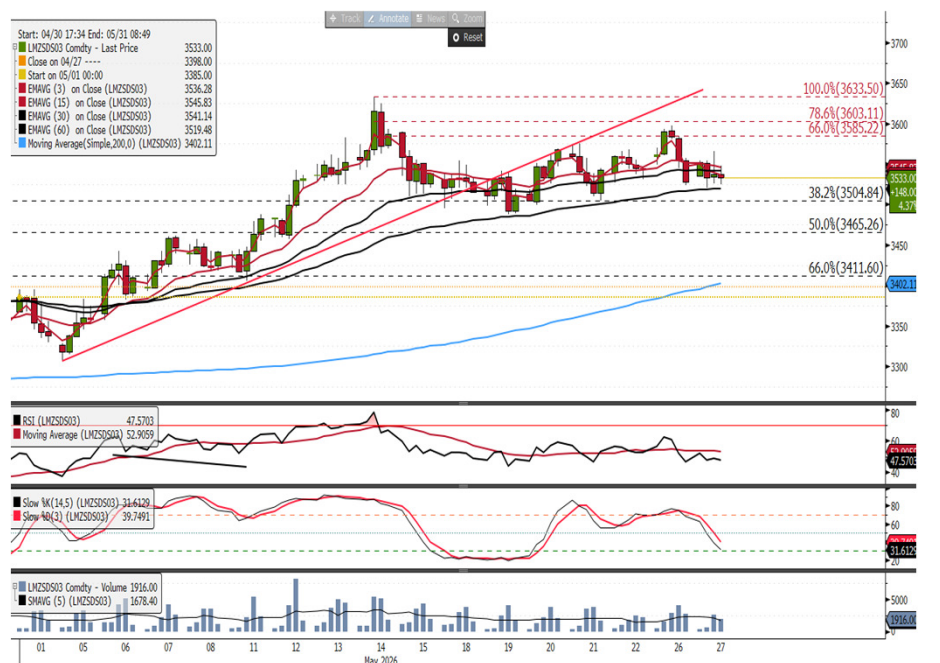 Track Annotate News Zoom
Reset
Start: 04/30 17:34 End: 05/31 08:49
LMZSDS03 Comdty - Last Price 3533.00
Close on 04/27 ---- 3398.00
Start on 05/01 00:00 3385.00
EMAVG (3) on Close (LMZSDS03) 3536.28
EMAVG (15) on Close (LMZSDS03) 3545.83
EMAVG (30) on Close (LMZSDS03) 3541.14
EMAVG (60) on Close (LMZSDS03) 3519.48
Moving Average(Simple,200,0) (LMZSDS03) 3402.11
3700
3650
100.0%(3633.50)
78.6%(3603.11)
3600
66.0%(3585.22)
3533.00
38.2%(3504.84)
148.00
4.37%
50.0%(3465.26)
3450
66.0%(3411.60)
3402.11
3350
3300
RSI (LMZSDS03) 47.5703
Moving Average (LMZSDS03) 52.9059
80
60
52.9059
47.5703
40
Slow %K(14,5) (LMZSDS03) 31.6129
Slow %D(3) (LMZSDS03) 39.7491
80
60
31.6129
20
LMZSDS03 Comdty - Volume 1916.00
SMAVG (5) (LMZSDS03) 1678.40
5000
1916.00
0
01 05 05 06 07 08 11 12 13 14 15 18 19 20 21 22 26 26 27
May 2026